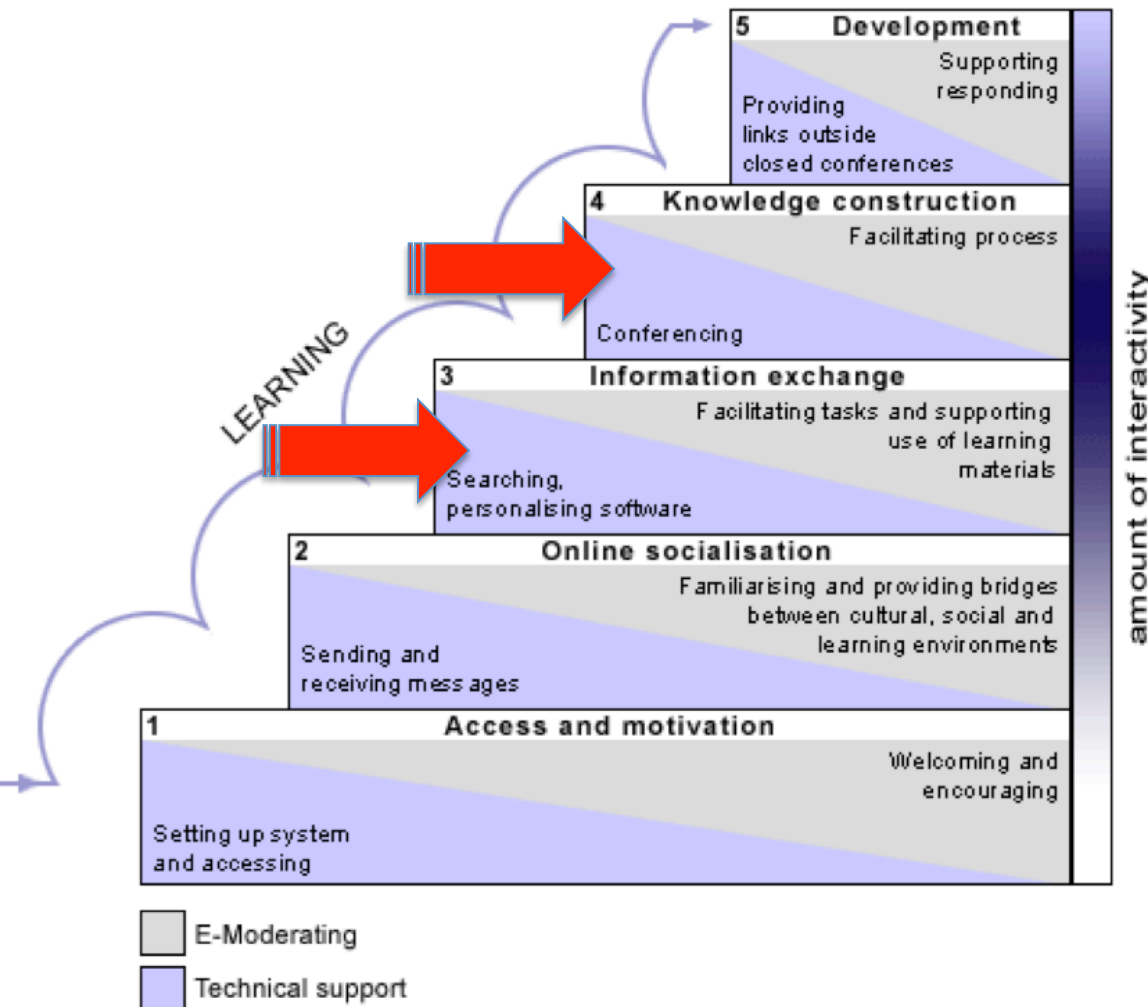 5 Development
Supporting
responding
Providing
links outside
closed conferences
4 Knowledge construction
Facilitating process
Conferencing
LEARNING
3 Information exchange
Facilitating tasks and supporting
use of learning
materials
Searching,
personalising software
2 Online socialisation
Familiarising and providing bridges
between cultural, social and
learning environments
Sending and
receiving messages
1 Access and motivation
Welcoming and
encouraging
Setting up system
and accessing
amount of interactivity
E-Moderating
Technical support